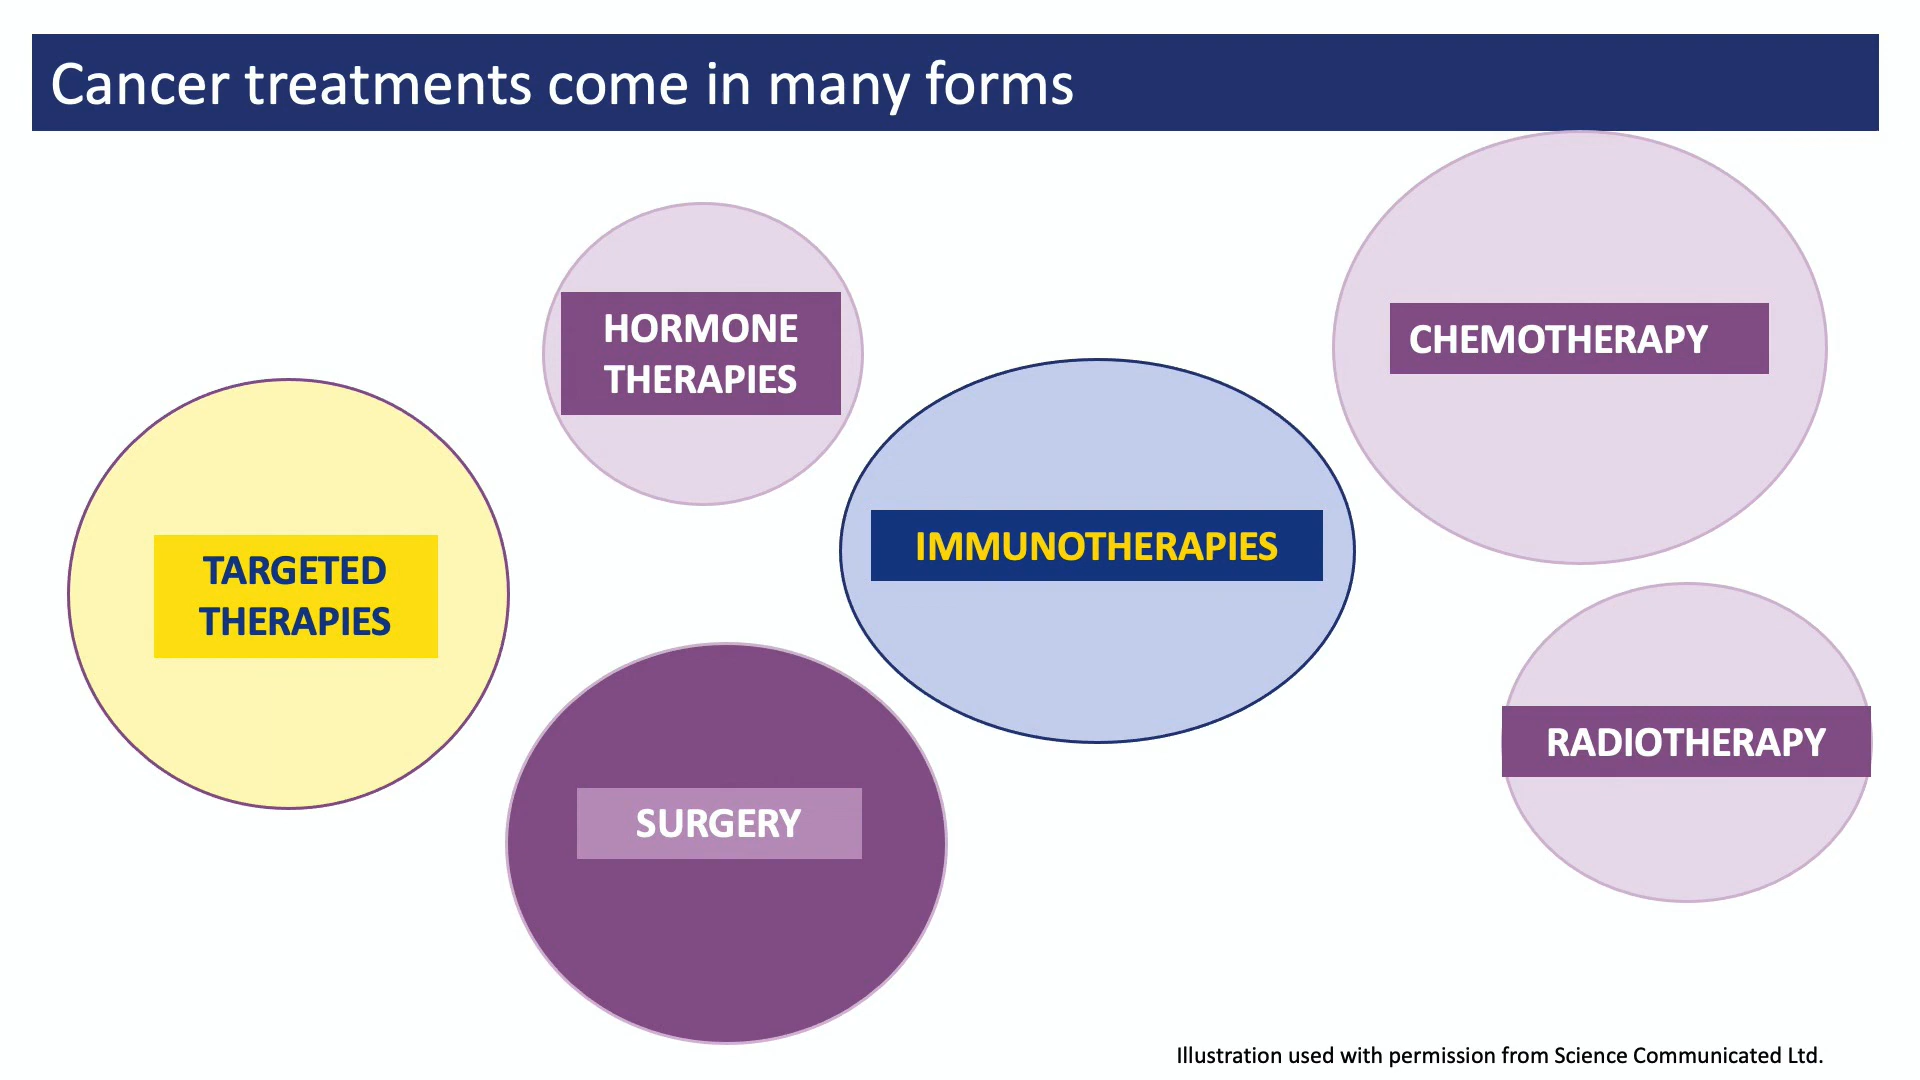 Cancer treatments come in many forms
HORMONE
THERAPIES
CHEMOTHERAPY
TARGETED
THERAPIES
IMMUNOTHERAPIES
SURGERY
RADIOTHERAPY
Illustration used with permission from Science Communicated Ltd.